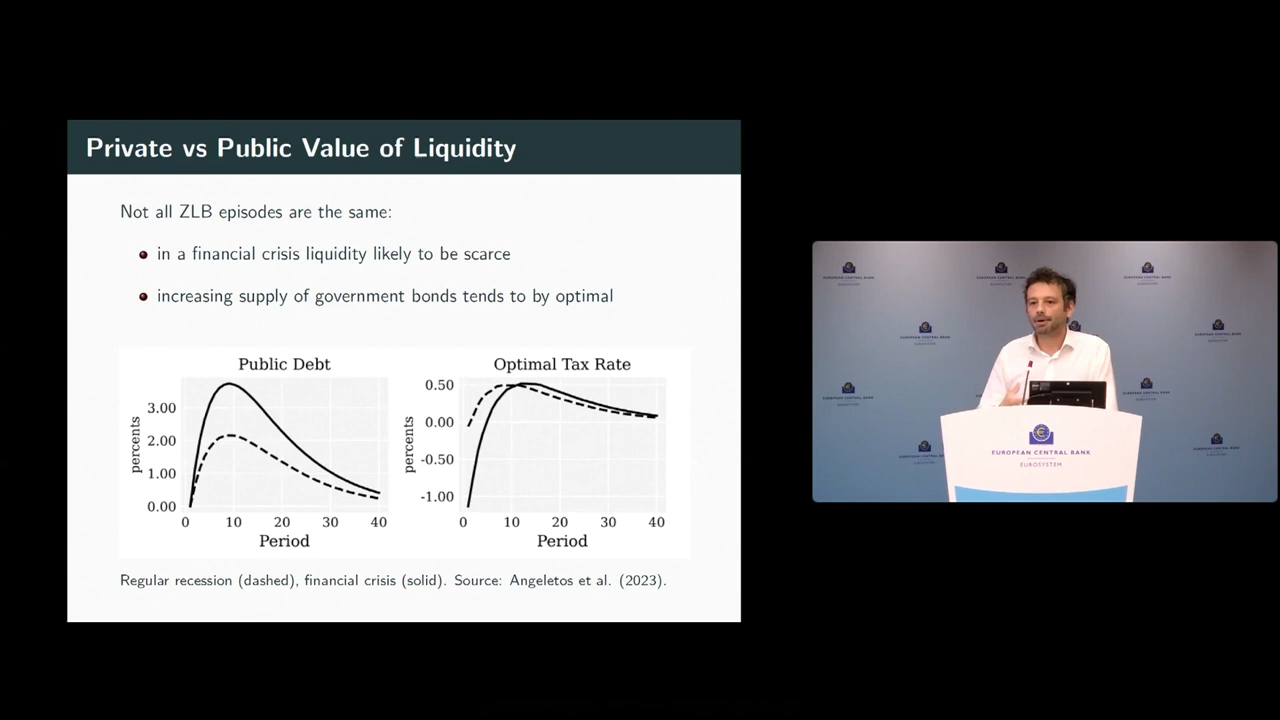 Private vs Public Value of Liquidity
Not all ZLB episodes are the same:
in a financial crisis liquidity likely to be scarce
increasing supply of government bonds tends to by optimal
Public Debt
percents
3.00
2.00
1.00
0.00
0 10 20 30 40
Period
Optimal Tax Rate
percents
0.50
0.00
-0.50
-1.00
0 10 20 30 40
Period
Regular recession (dashed), financial crisis (solid). Source: Angeletos et al. (2023).
EUROPEAN CENTRAL BANK
EUROSYSTEM